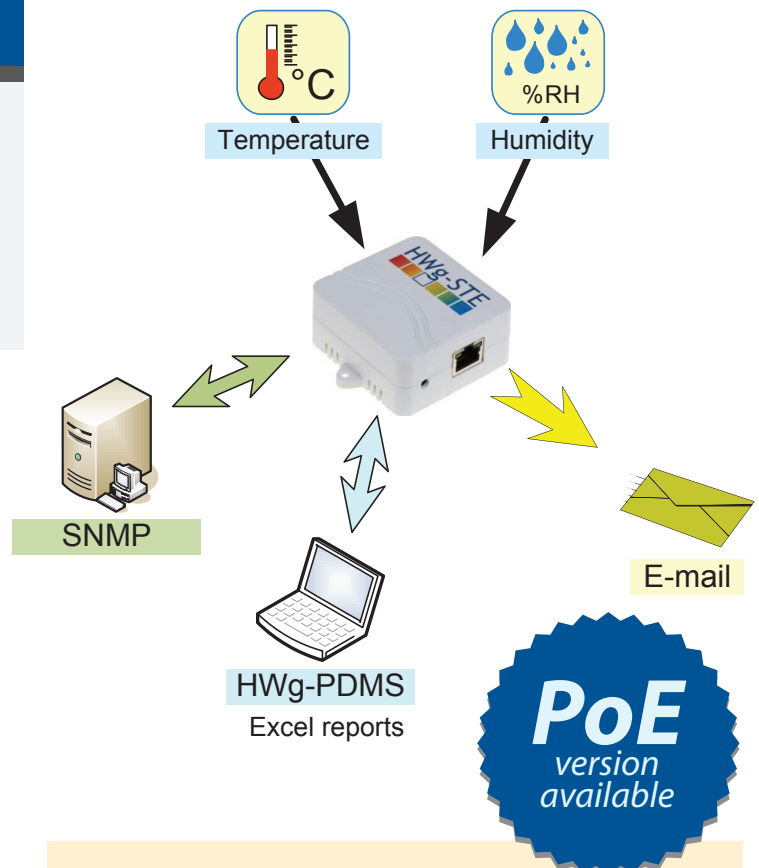 °C
%RH
Temperature
Humidity
HWg-STE
SNMP
E-mail
HWg-PDMS
Excel reports
PoE
version
available